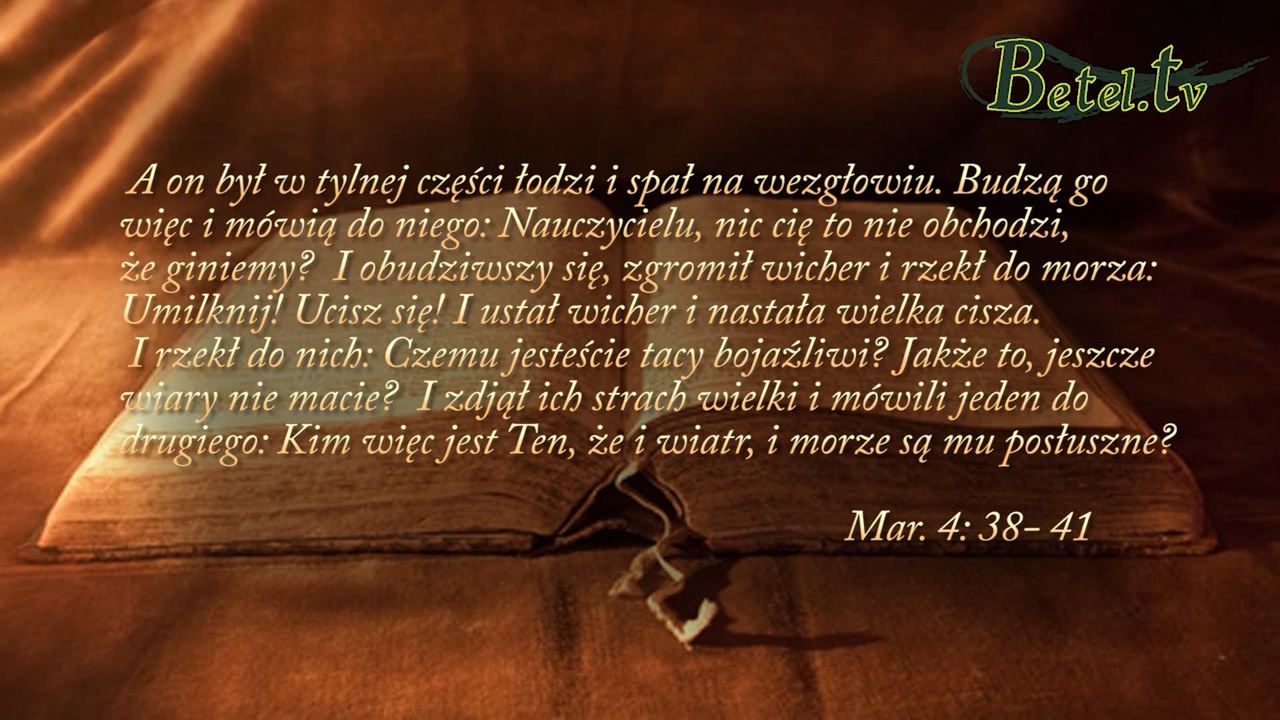 Betel.tv
A on był w tylnej części łodzi i spał na wezgłowiu. Budzą go
więc i mówią do niego: Nauczycielu, nic cię to nie obchodzi,
że giniemy? I obudziwszy się, zgromił wicher i rzekł do morza:
Umilknij! Ucisz się! I ustał wicher i nastała wielka cisza.
I rzekł do nich: Czemu jesteście tacy bojaźliwi? Jakże to, jeszcze
wiary nie macie? I zdjął ich strach wielki i mówili jeden do
drugiego: Kim więc jest Ten, że i wiatr, i morze są mu posłuszne?
Mar. 4: 38- 41